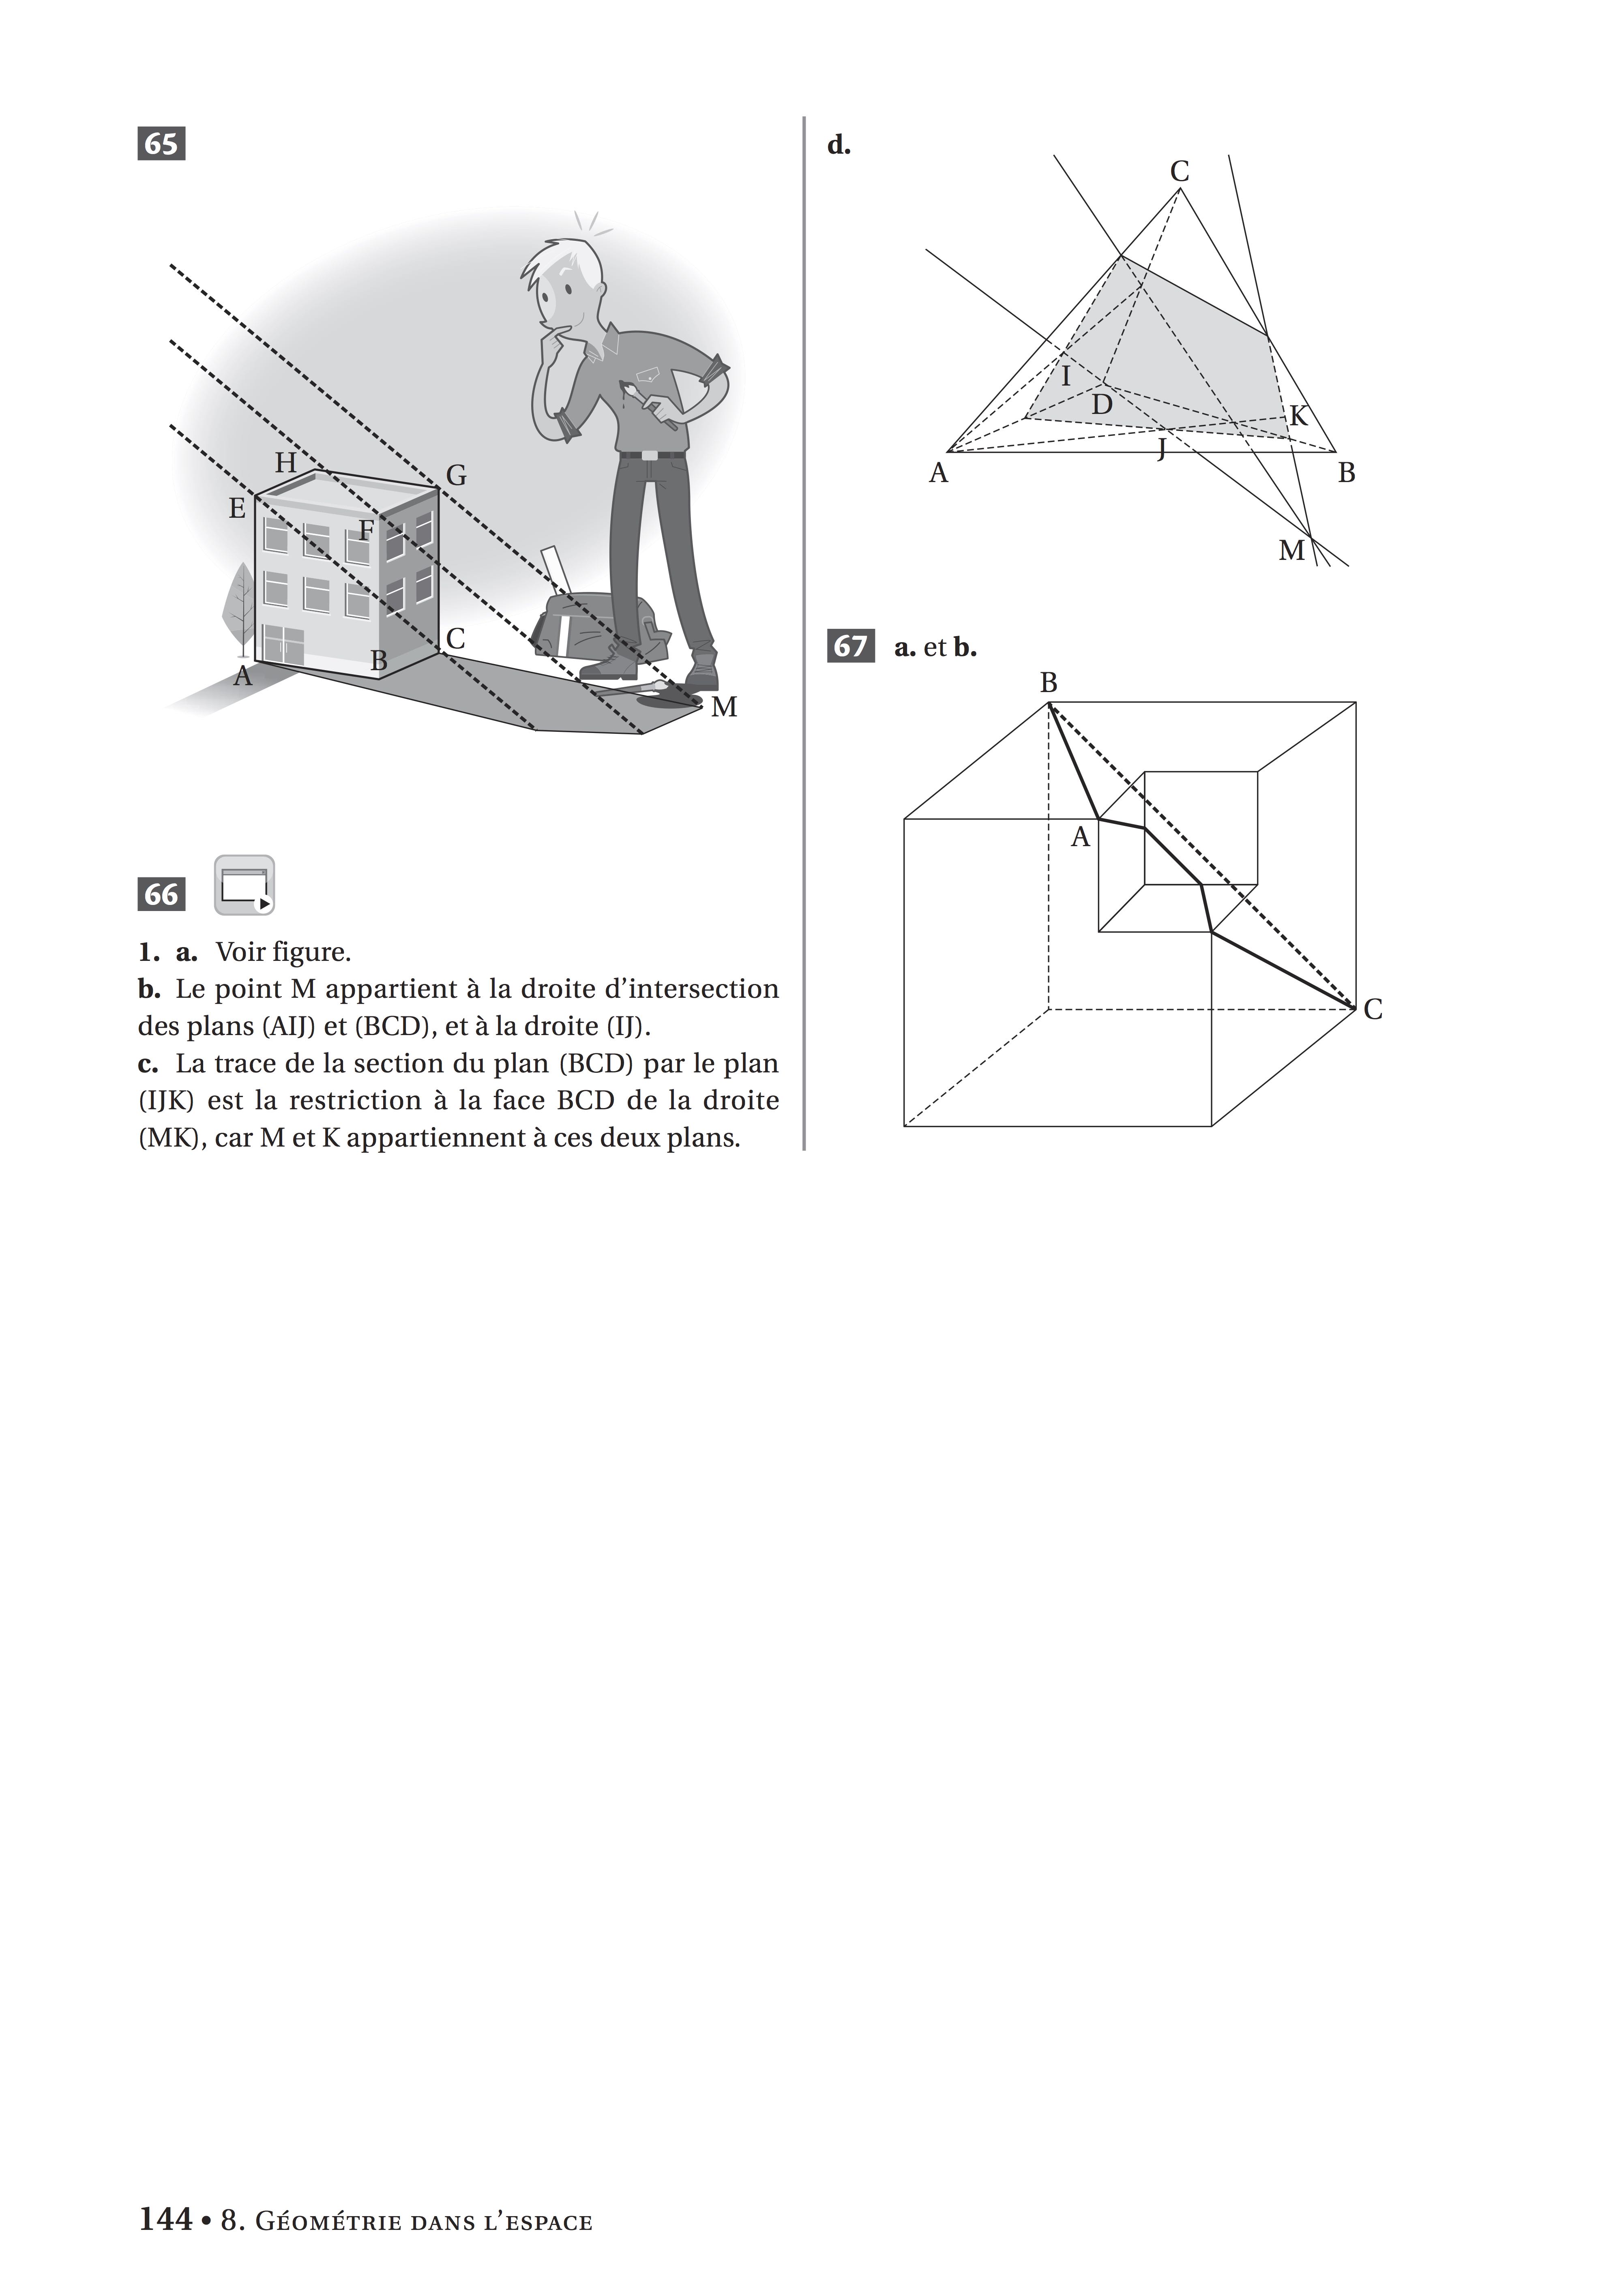 65
H
G
E
F
C
B
A
M
66
1. a. Voir figure.
b. Le point M appartient à la droite d’intersection
des plans (AIJ) et (BCD), et à la droite (IJ).
c. La trace de la section du plan (BCD) par le plan
(IJK) est la restriction à la face BCD de la droite
(MK), car M et K appartiennent à ces deux plans.
d.
C
I
D
K
J
A
B
M
67 a. et b.
B
A
C
144 • 8. Géométrie dans l’espace